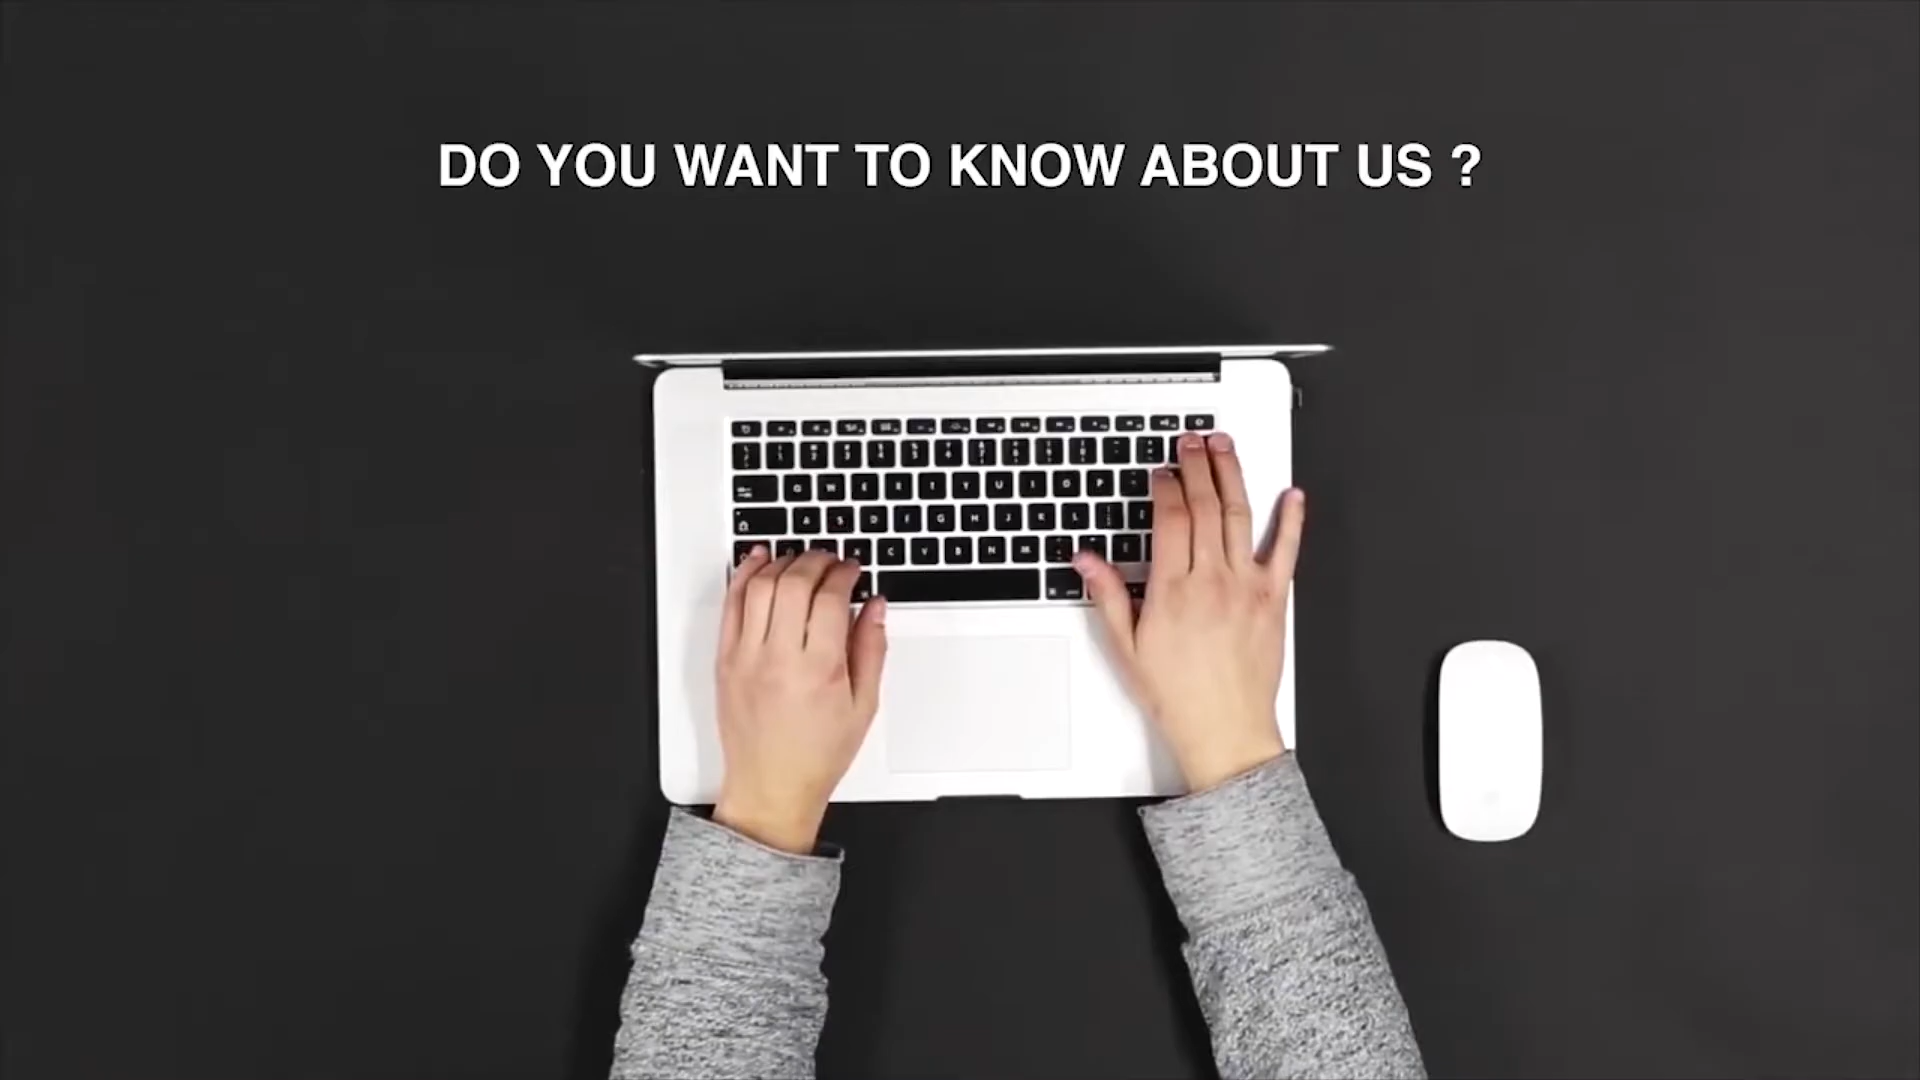 DO YOU WANT TO KNOW ABOUT US ?
Q W E R T Y U I O P
A S D F G H J K L
X C V B N M